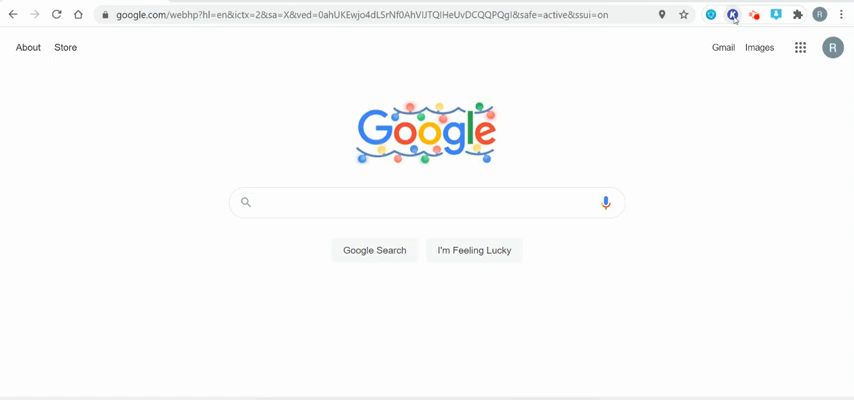 google.com/webhp?hl=en&ictx=2&sa=X&ved=0ahUKEwjo4dLSrNf0AhVlJTQIHeUvDCQQPQgI&safe=active&ssui=on
K
R
About Store Gmail Images
R
Google
Google Search I'm Feeling Lucky